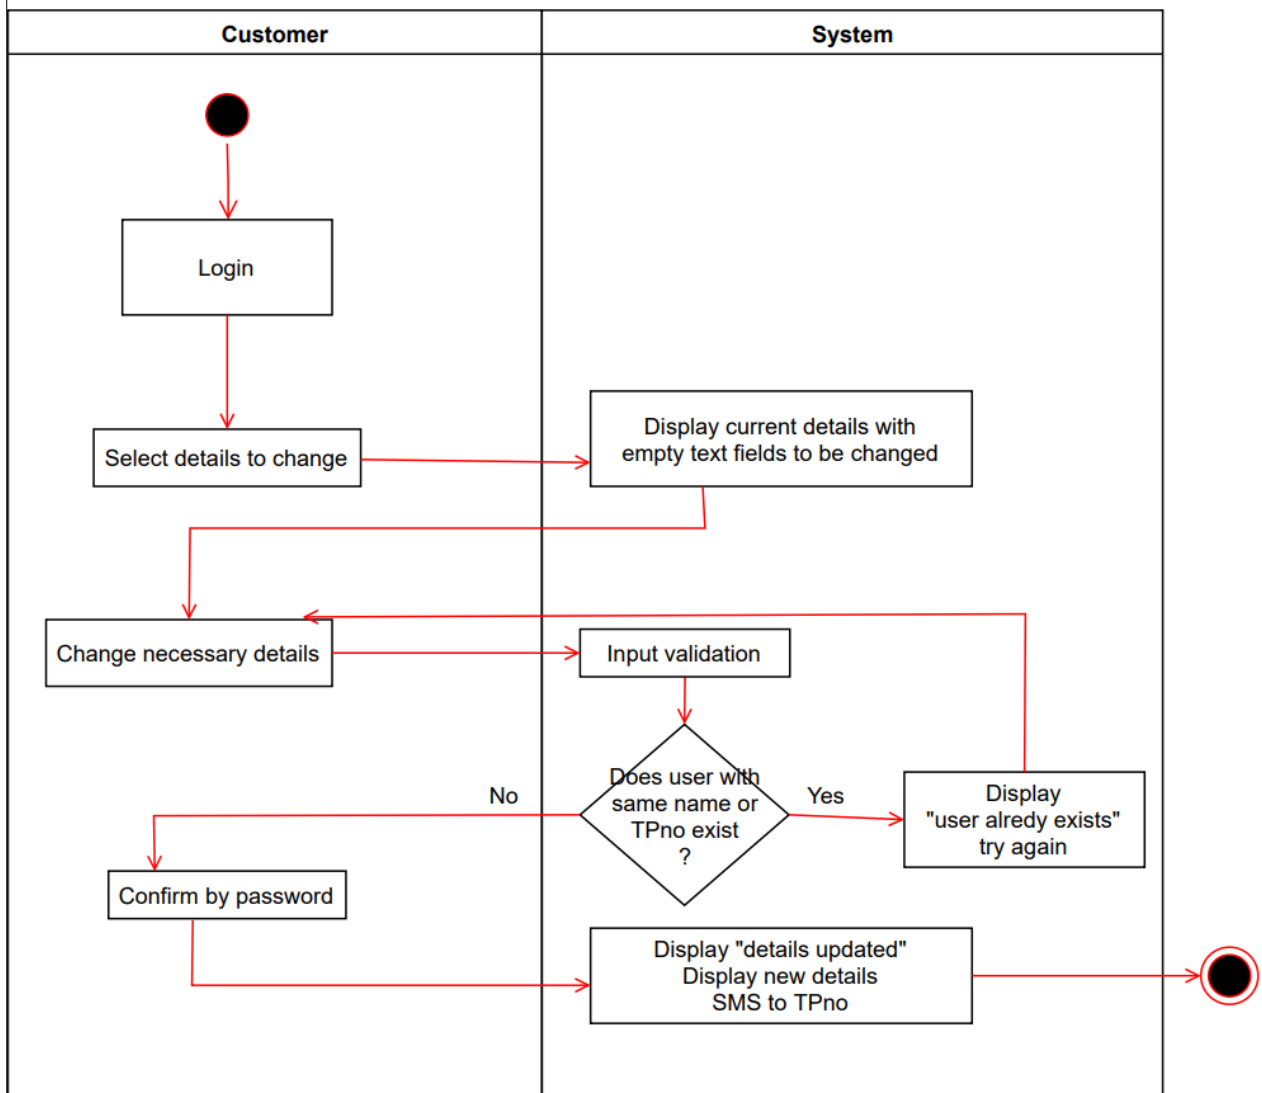 Customer
System
Login
Select details to change
Display current details with
empty text fields to be changed
Change necessary details
Input validation
Does user with
same name or
TPno exist
?
No
Yes
Display
"user alredy exists"
try again
Confirm by password
Display "details updated"
Display new details
SMS to TPno